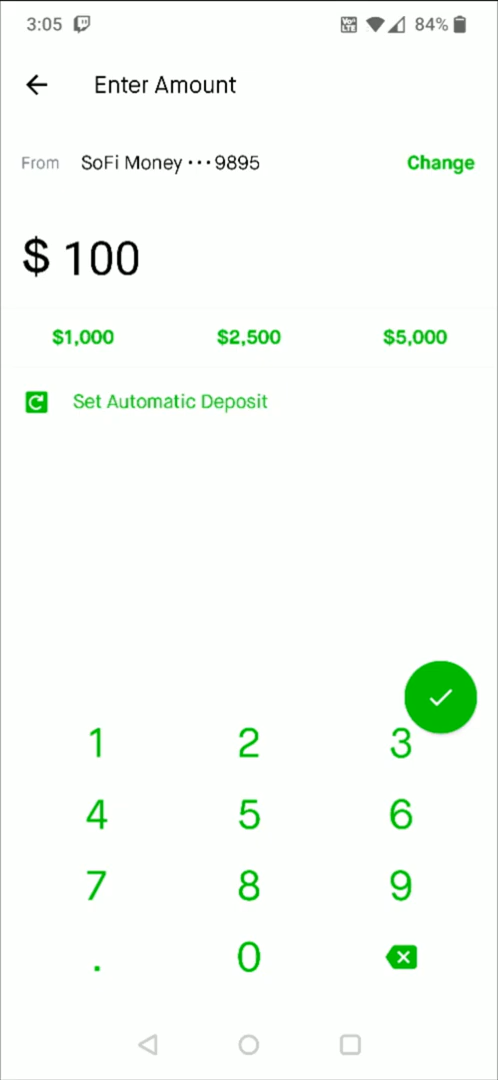 3:05 84%
Enter Amount
From SoFi Money ···9895 Change
$ 100
$1,000 $2,500 $5,000
Set Automatic Deposit
1 2 3
4 5 6
7 8 9
. 0